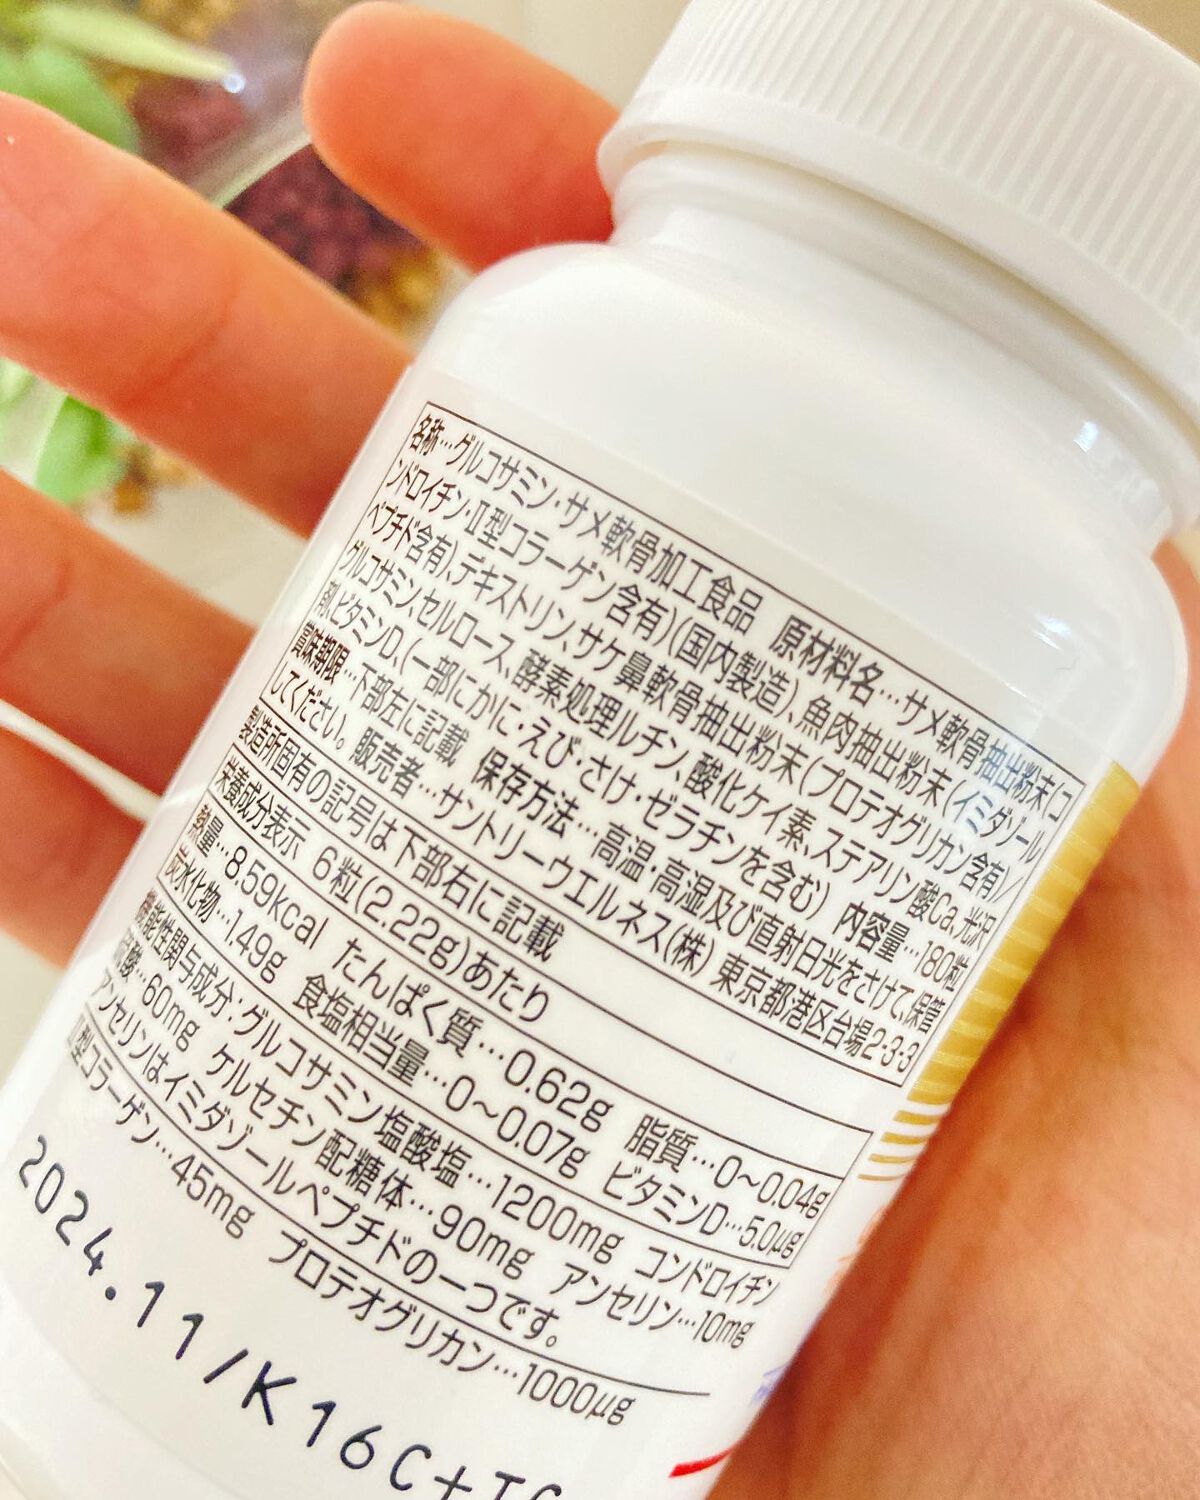 名称…グルコサミン・サメ軟骨加工食品 原材料名…サメ軟骨抽出粉末(コ
ンドロイチン・Ⅱ型コラーゲン含有)(国内製造)、魚肉抽出粉末(イミダゾール
ペプチド含有)、デキストリン、サケ鼻軟骨抽出粉末(プロテオグリカン含有)/
グルコサミン、セルロース、酵素処理ルチン、酸化ケイ素、ステアリン酸Ca、光沢
剤、ビタミンD、(一部にかに・えび・さけ・ゼラチンを含む) 内容量…180粒
賞味期限…下部左に記載 保存方法…高温・高湿及び直射日光をさけて、保管
してください。 販売者…サントリーウエルネス(株) 東京都港区台場2-3-3
製造所固有の記号は下部右に記載
栄養成分表示 6粒(2.22g)あたり
熱量…8.59kcal たんぱく質…0.62g 脂質…0〜0.04g
炭水化物…1.49g 食塩相当量…0〜0.07g ビタミンD…5.0μg
機能性関与成分:グルコサミン塩酸塩…1200mg コンドロイチン
硫酸…60mg ケルセチン配糖体…90mg アンセリン…10mg
アンセリンはイミダゾールペプチドの一つです。
Ⅱ型コラーゲン…45mg プロテオグリカン…1000μg
2024.11/K16C+